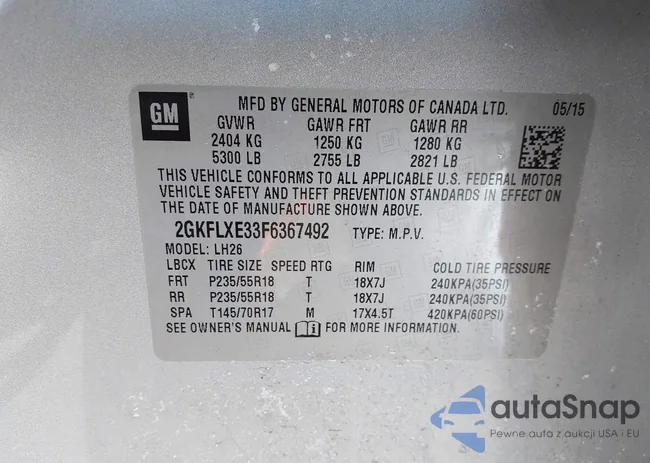 GM
MFD BY GENERAL MOTORS OF CANADA LTD. 05/15
GVWR GAWR FRT GAWR RR
2404 KG 1250 KG 1280 KG
5300 LB 2755 LB 2821 LB
THIS VEHICLE CONFORMS TO ALL APPLICABLE U.S. FEDERAL MOTOR
VEHICLE SAFETY AND THEFT PREVENTION STANDARDS IN EFFECT ON
THE DATE OF MANUFACTURE SHOWN ABOVE.
2GKFLXE33F6367492 TYPE: M.P.V.
MODEL: LH26
LBCX TIRE SIZE SPEED RTG RIM COLD TIRE PRESSURE
FRT P235/55R18 T 18X7J 240KPA(35PSI)
RR P235/55R18 T 18X7J 240KPA(35PSI)
SPA T145/70R17 M 17X4.5T 420KPA(60PSI)
SEE OWNER'S MANUAL FOR MORE INFORMATION.
autaSnap
Pewne auta z aukcji USA i EU